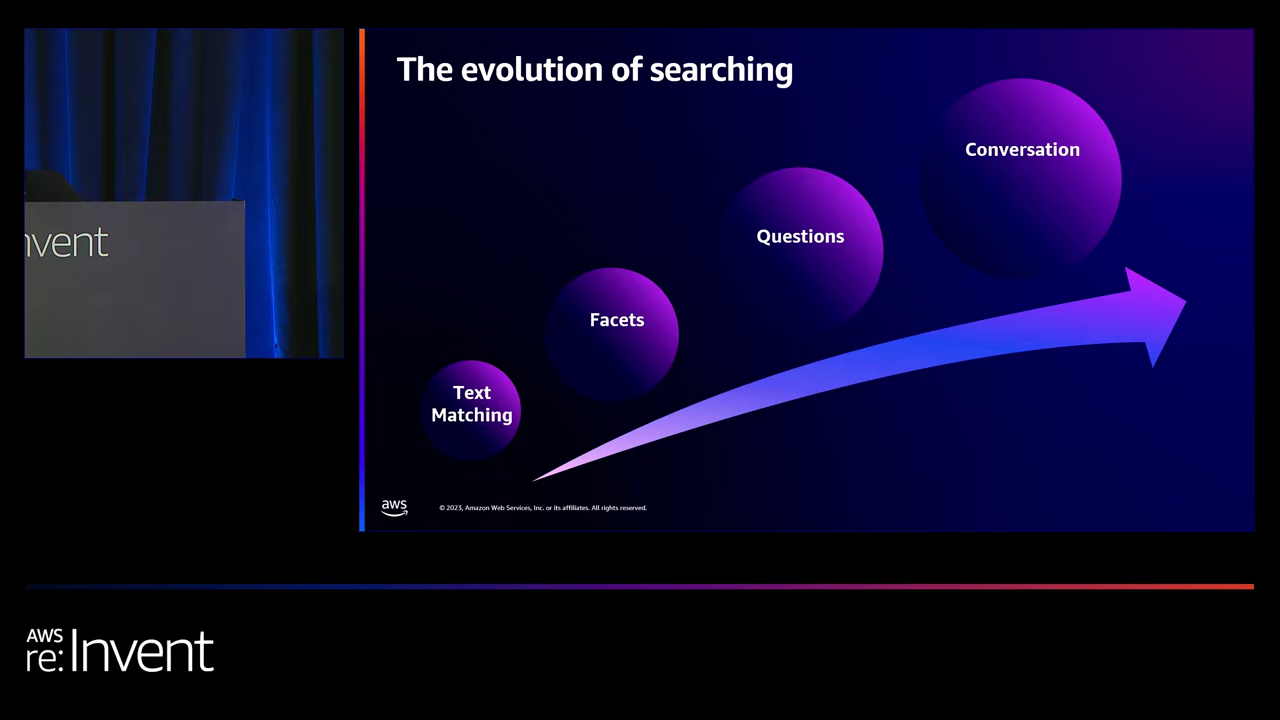 The evolution of searching
Conversation
Questions
Facets
Text
Matching
nvent
aws
© 2023, Amazon Web Services, Inc. or its affiliates. All rights reserved.
AWS
re:Invent